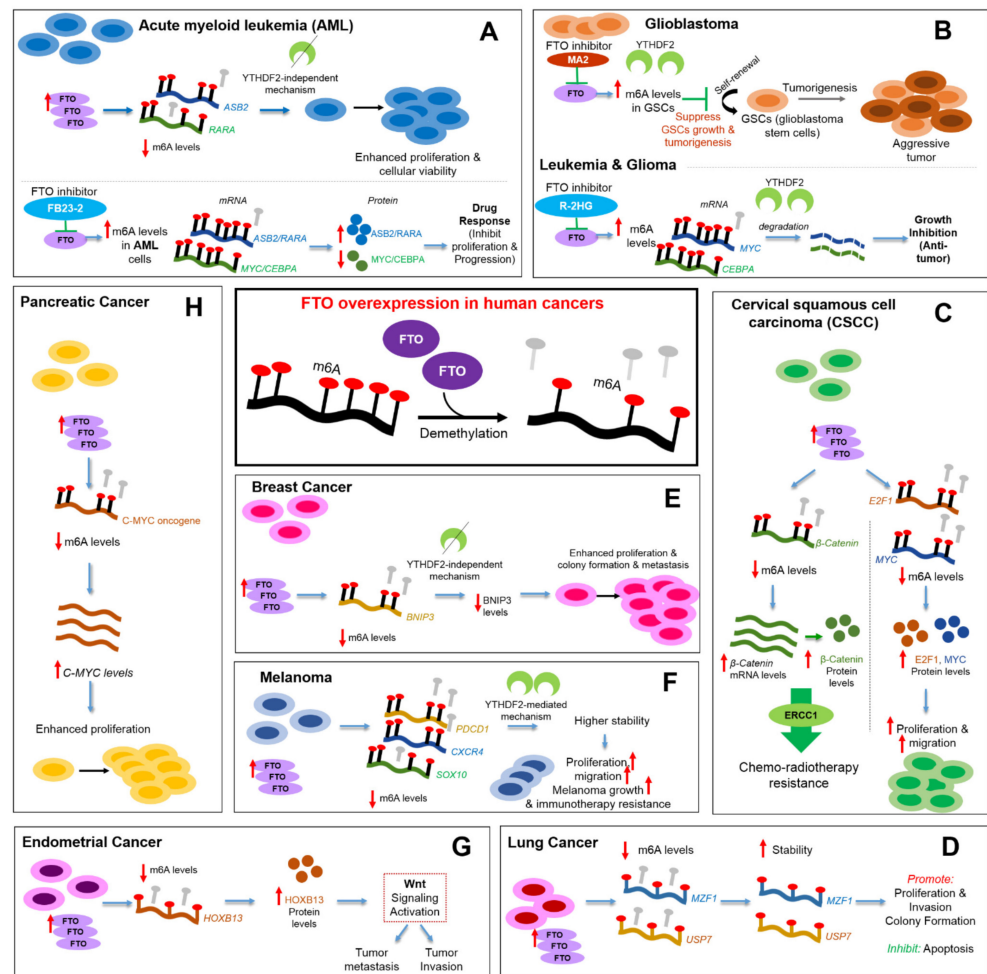 Acute myeloid leukemia (AML)
A
YTHDF2-independent
mechanism
FTO
FTO
FTO
ASB2
RARA
m6A levels
Enhanced proliferation &
cellular viability
FTO inhibitor
FB23-2
FTO
m6A levels
in AML
cells
mRNA
ASB2/RARA
MYC/CEBPA
Protein
ASB2/RARA
MYC/CEBPA
Drug
Response
(Inhibit
proliferation &
Progression)
Glioblastoma
B
FTO inhibitor
MA2
FTO
YTHDF2
m6A levels
in GSCs
Suppress
GSCs growth &
tumorigenesis
Self-renewal
GSCs (glioblastoma
stem cells)
Tumorigenesis
Aggressive
tumor
Leukemia & Glioma
FTO inhibitor
R-2HG
FTO
m6A
levels
mRNA
MYC
CEBPA
YTHDF2
degradation
Growth
Inhibition
(Anti-
tumor)
Pancreatic Cancer
H
FTO
FTO
FTO
C-MYC oncogene
m6A levels
C-MYC levels
Enhanced proliferation
FTO overexpression in human cancers
m6A
FTO
FTO
Demethylation
m6A
Cervical squamous cell
carcinoma (CSCC)
C
FTO
FTO
FTO
E2F1
β-Catenin
MYC
m6A levels
m6A levels
β-Catenin
mRNA levels
β-Catenin
Protein
levels
E2F1, MYC
Protein levels
ERCC1
Chemo-radiotherapy
resistance
Proliferation &
migration
Breast Cancer
E
YTHDF2-independent
mechanism
FTO
FTO
FTO
BNIP3
m6A levels
BNIP3
levels
Enhanced proliferation &
colony formation & metastasis
Melanoma
F
FTO
FTO
FTO
PDCD1
CXCR4
SOX10
m6A levels
YTHDF2-mediated
mechanism
Higher stability
Proliferation,
migration
Melanoma growth
& immunotherapy resistance
Endometrial Cancer
G
FTO
FTO
FTO
m6A levels
HOXB13
HOXB13
Protein
levels
Wnt
Signaling
Activation
Tumor
metastasis
Tumor
Invasion
Lung Cancer
D
FTO
FTO
FTO
m6A levels
MZF1
USP7
Stability
MZF1
USP7
Promote:
Proliferation &
Invasion
Colony Formation
Inhibit: Apoptosis